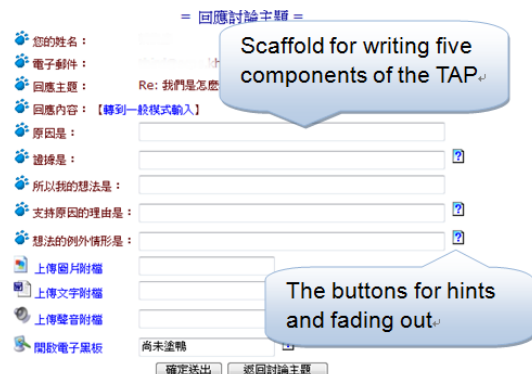 = 回應討論主題 =
您的姓名：
電子郵件：
回應主題： Re: 我們是怎麼
回應內容：【轉到一般模式輸入】
原因是：
證據是：
所以我的想法是：
支持原因的理由是：
想法的例外情形是：
上傳圖片附檔
上傳文字附檔
上傳聲音附檔
開啟電子黑板 尚未塗鴉
確定送出 返回討論主題
Scaffold for writing five
components of the TAP
The buttons for hints
and fading out